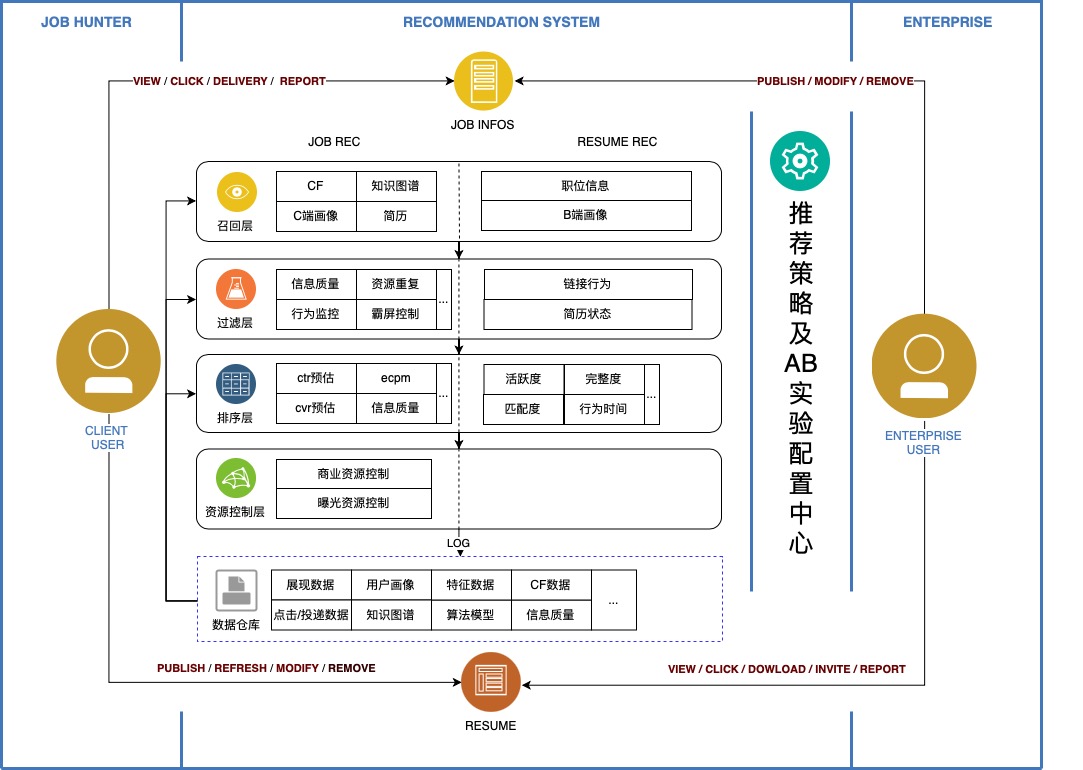 JOB HUNTER
RECOMMENDATION SYSTEM
ENTERPRISE
VIEW / CLICK / DELIVERY / REPORT
PUBLISH / MODIFY / REMOVE
JOB INFOS
JOB REC
RESUME REC
召回层
CF
知识图谱
C端画像
简历
职位信息
B端画像
过滤层
信息质量
资源重复
行为监控
霸屏控制
...
链接行为
简历状态
排序层
ctr预估
ecpm
cvr预估
信息质量
...
活跃度
完整度
匹配度
行为时间
...
资源控制层
商业资源控制
曝光资源控制
LOG
数据仓库
展现数据
用户画像
特征数据
CF数据
点击/投递数据
知识图谱
算法模型
信息质量
...
推荐策略及AB实验配置中心
CLIENT
USER
ENTERPRISE
USER
PUBLISH / REFRESH / MODIFY / REMOVE
VIEW / CLICK / DOWLOAD / INVITE / REPORT
RESUME